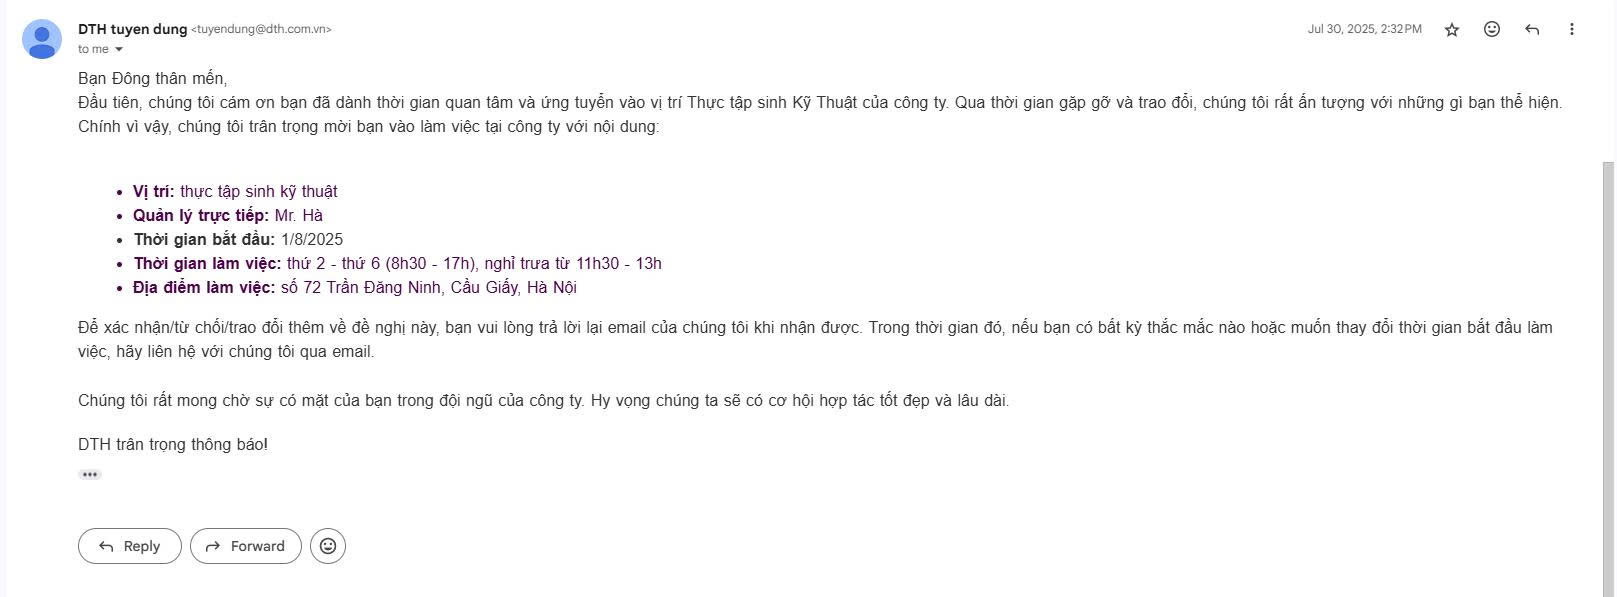 DTH tuyen dung <tuyendung@dth.com.vn>
Jul 30, 2025, 2:32 PM
to me
Bạn Đông thân mến,
Đầu tiên, chúng tôi cám ơn bạn đã dành thời gian quan tâm và ứng tuyển vào vị trí Thực tập sinh Kỹ Thuật của công ty. Qua thời gian gặp gỡ và trao đổi, chúng tôi rất ấn tượng với những gì bạn thể hiện.
Chính vì vậy, chúng tôi trân trọng mời bạn vào làm việc tại công ty với nội dung:
• Vị trí: thực tập sinh kỹ thuật
• Quản lý trực tiếp: Mr. Hà
• Thời gian bắt đầu: 1/8/2025
• Thời gian làm việc: thứ 2 - thứ 6 (8h30 - 17h), nghỉ trưa từ 11h30 - 13h
• Địa điểm làm việc: số 72 Trần Đăng Ninh, Cầu Giấy, Hà Nội
Để xác nhận/từ chối/trao đổi thêm về đề nghị này, bạn vui lòng trả lời lại email của chúng tôi khi nhận được. Trong thời gian đó, nếu bạn có bất kỳ thắc mắc nào hoặc muốn thay đổi thời gian bắt đầu làm
việc, hãy liên hệ với chúng tôi qua email.
Chúng tôi rất mong chờ sự có mặt của bạn trong đội ngũ của công ty. Hy vọng chúng ta sẽ có cơ hội hợp tác tốt đẹp và lâu dài.
DTH trân trọng thông báo!
Reply
Forward